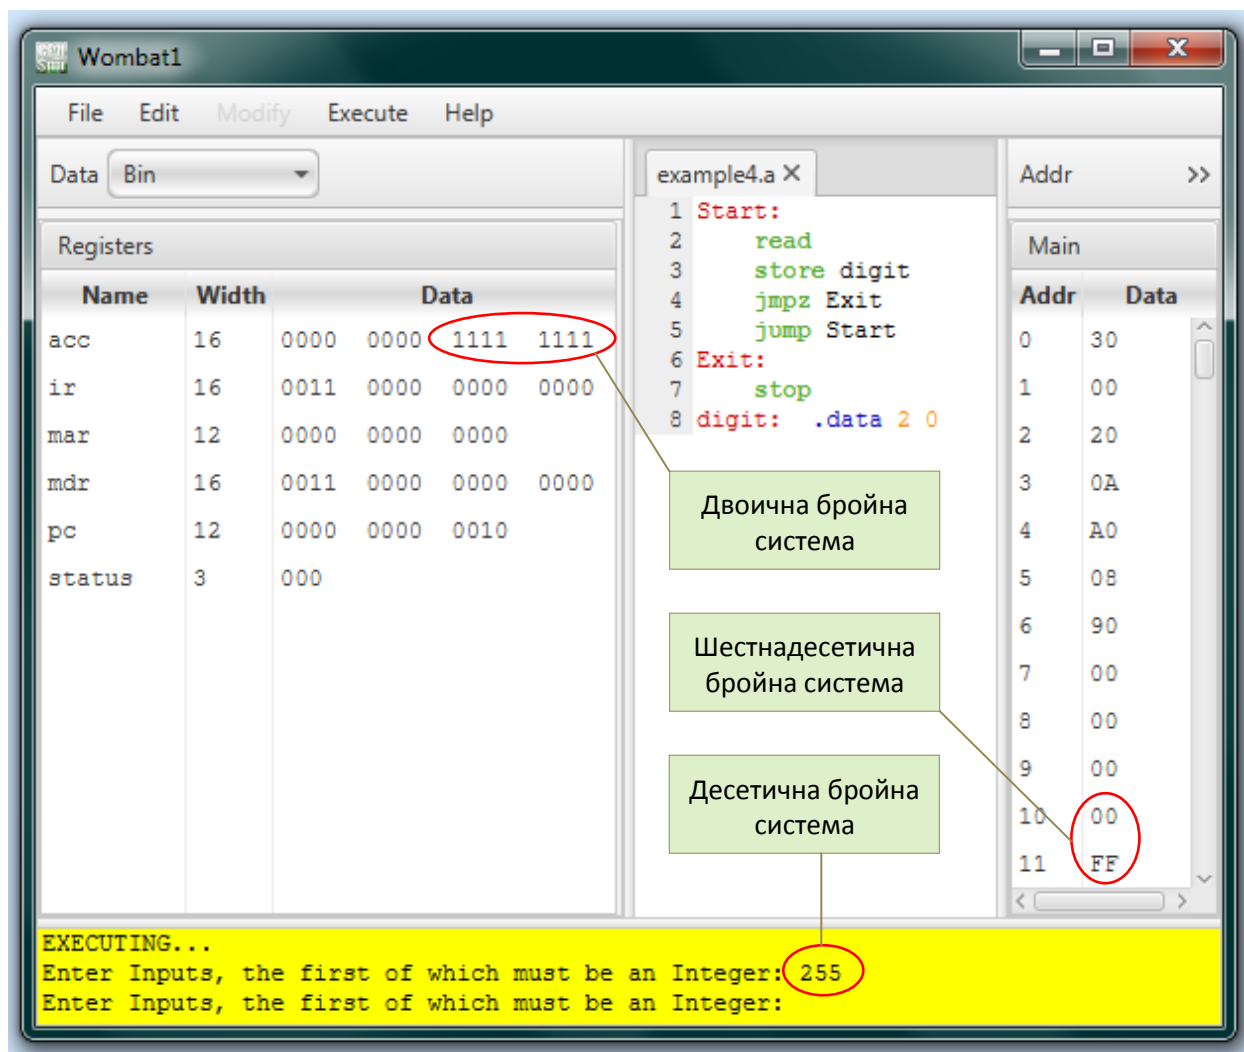 Wombat1
File Edit Modify Execute Help
Data Bin
Registers
Name Width Data
acc 16 0000 0000 1111 1111
ir 16 0011 0000 0000 0000
mar 12 0000 0000 0000
mdr 16 0011 0000 0000 0000
pc 12 0000 0000 0010
status 3 000
example4.a
1 Start:
2 read
3 store digit
4 jmpz Exit
5 jump Start
6 Exit:
7 stop
8 digit: .data 2 0
Двоична бройна
система
Шестнадесетична
бройна система
Десетична бройна
система
Addr >>
Main
Addr Data
0 30
1 00
2 20
3 0A
4 A0
5 08
6 90
7 00
8 00
9 00
10 00
11 FF
EXECUTING...
Enter Inputs, the first of which must be an Integer: 255
Enter Inputs, the first of which must be an Integer: